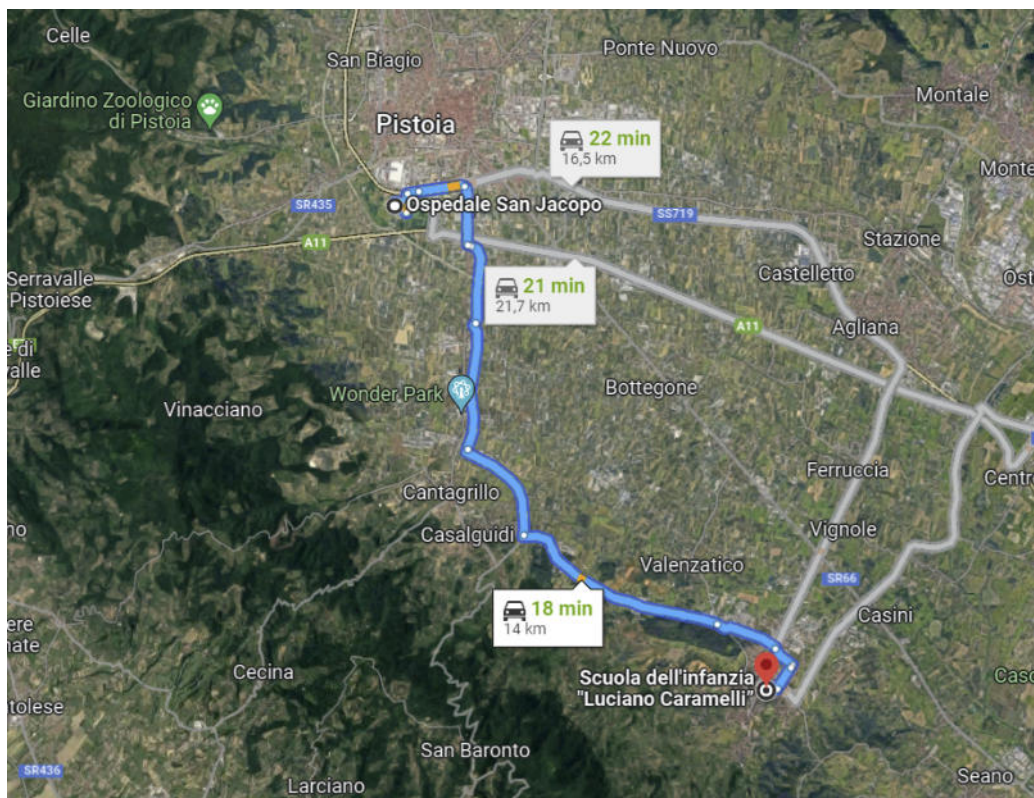 Celle
San Biagio
Ponte Nuovo
Giardino Zoologico
di Pistoia
Montale
Pistoia
22 min
16,5 km
SR435
Ospedale San Jacopo
SS719
A11
Stazione
Serravalle
Pistoiese
21 min
21,7 km
Castelletto
A11
Agliana
Wonder Park
Bottegone
Vinacciano
Ferruccia
Cantagrillo
Casalguidi
Vignole
Valenzatico
SR66
18 min
14 km
Casini
Cecina
Scuola dell'infanzia
"Luciano Caramelli"
San Baronto
SR436
Larciano
Seano